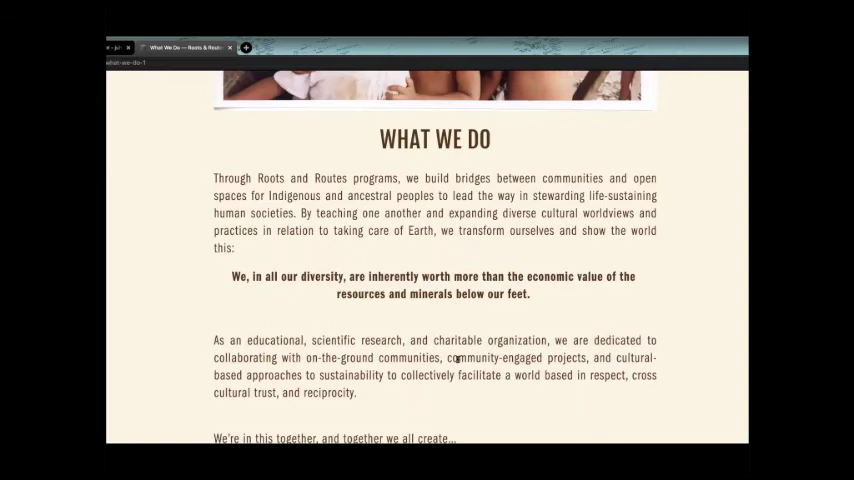 What We Do — Roots & Route
what-we-do-1
WHAT WE DO
Through Roots and Routes programs, we build bridges between communities and open
spaces for Indigenous and ancestral peoples to lead the way in stewarding life-sustaining
human societies. By teaching one another and expanding diverse cultural worldviews and
practices in relation to taking care of Earth, we transform ourselves and show the world
this:
We, in all our diversity, are inherently worth more than the economic value of the
resources and minerals below our feet.
As an educational, scientific research, and charitable organization, we are dedicated to
collaborating with on-the-ground communities, community-engaged projects, and cultural-
based approaches to sustainability to collectively facilitate a world based in respect, cross
cultural trust, and reciprocity.
We're in this together, and together we all create...